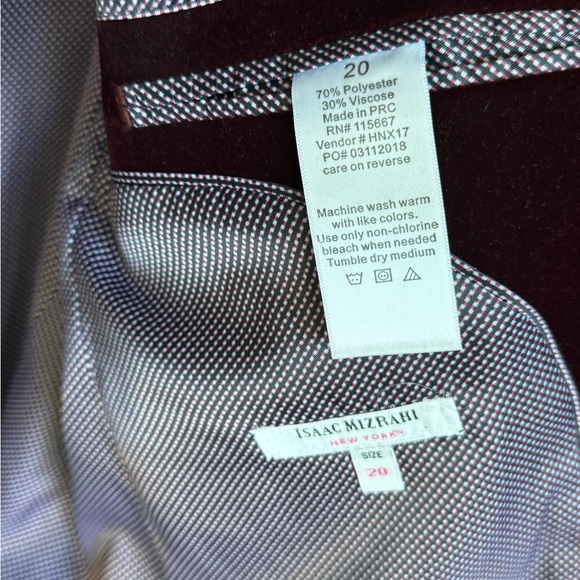 20
70% Polyester
30% Viscose
Made in PRC
RN# 115667
Vendor # HNX17
PO# 03112018
care on reverse
Machine wash warm
with like colors.
Use only non-chlorine
bleach when needed
Tumble dry medium
ISAAC MIZRAHI
NEW YORK™
SIZE
20